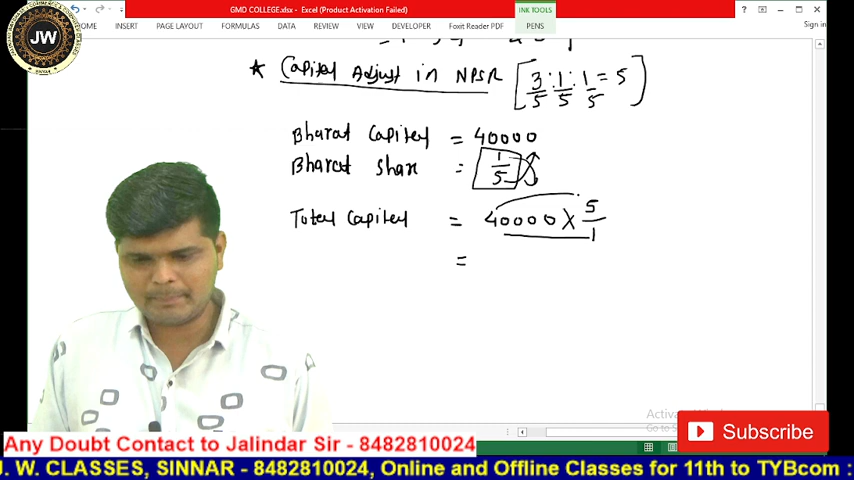 GMD COLLEGE.xlsx - Excel (Product Activation Failed)
INK TOOLS
Sign in
HOME INSERT PAGE LAYOUT FORMULAS DATA REVIEW VIEW DEVELOPER Foxit Reader PDF PENS
JW
★ Capital Adjust in NPSR [3/5 : 1/5 : 1/5 = 5]
Bharat Capital = 40000
Bharat Share = 1/5
Total Capital = 40000 X 5/1
=
Subscribe
Any Doubt Contact to Jalindar Sir - 8482810024
J. W. CLASSES, SINNAR - 8482810024, Online and Offline Classes for 11th to TYBcom :